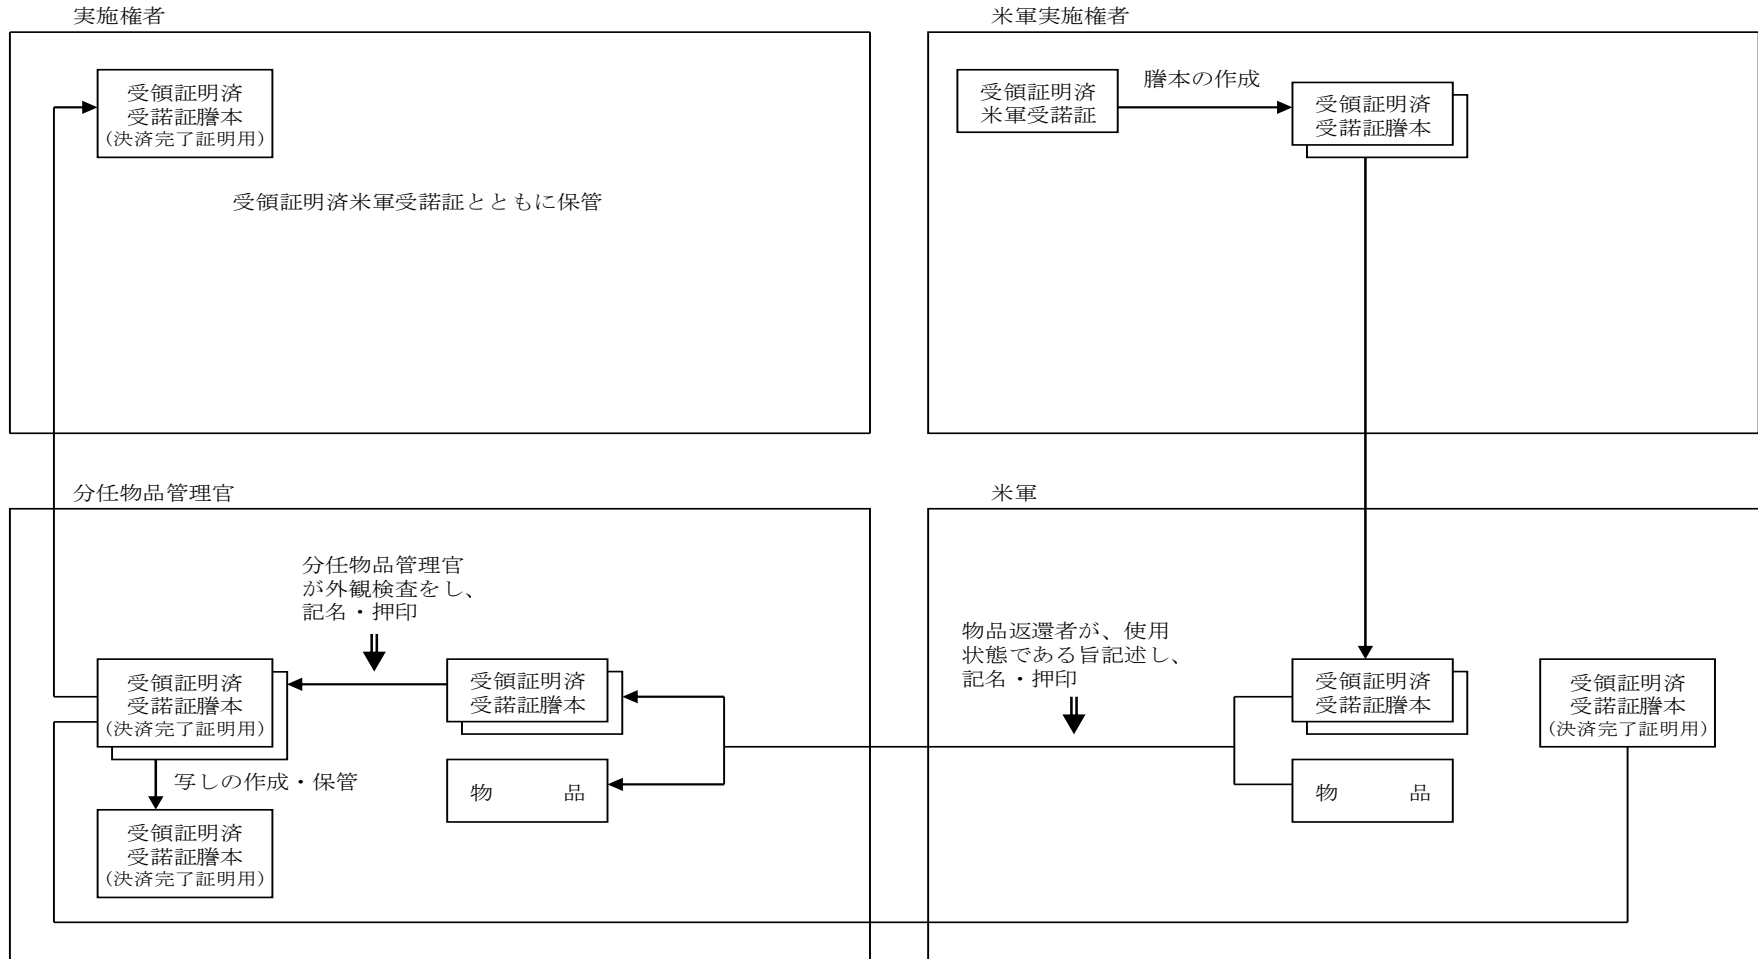 実施権者
受領証明済
受諾証謄本
(決済完了証明用)
受領証明済米軍受諾証とともに保管
米軍実施権者
受領証明済
米軍受諾証
謄本の作成
受領証明済
受諾証謄本
分任物品管理官
分任物品管理官
が外観検査をし、
記名・押印
受領証明済
受諾証謄本
(決済完了証明用)
受領証明済
受諾証謄本
物　　　品
写しの作成・保管
受領証明済
受諾証謄本
(決済完了証明用)
米軍
物品返還者が、使用
状態である旨記述し、
記名・押印
受領証明済
受諾証謄本
物　　　品
受領証明済
受諾証謄本
(決済完了証明用)